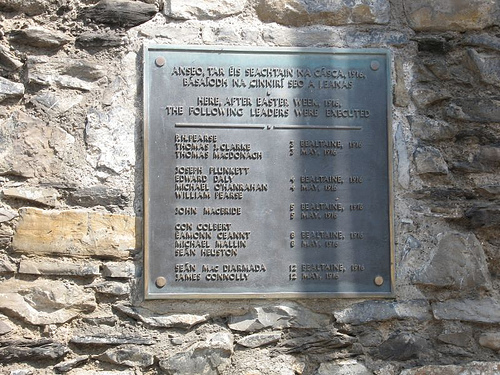 ANSEO, TAR ÉIS SEACHTAIN NA CÁSCA, 1916,
BÁSAÍODH NA CINNIRÍ SEO A LEANAS
HERE, AFTER EASTER WEEK, 1916,
THE FOLLOWING LEADERS WERE EXECUTED
P.H. PEARSE
THOMAS J. CLARKE 3 BEALTAINE, 1916
THOMAS MACDONAGH 3 MAY, 1916
JOSEPH PLUNKETT
EDWARD DALY 4 BEALTAINE, 1916
MICHAEL O'HANRAHAN 4 MAY, 1916
WILLIAM PEARSE
JOHN MACBRIDE 5 BEALTAINE, 1916
5 MAY, 1916
CON COLBERT
EAMONN CEANNT 8 BEALTAINE, 1916
MICHAEL MALLIN 8 MAY, 1916
SEÁN HEUSTON
SEÁN MAC DIARMADA 12 BEALTAINE, 1916
JAMES CONNOLLY 12 MAY, 1916